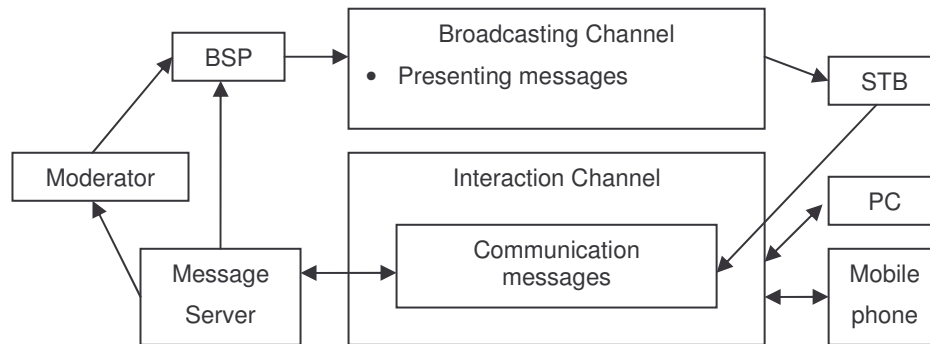 Broadcasting Channel
BSP
• Presenting messages
STB
Moderator
Interaction Channel
PC
Communication
messages
Message
Server
Mobile
phone